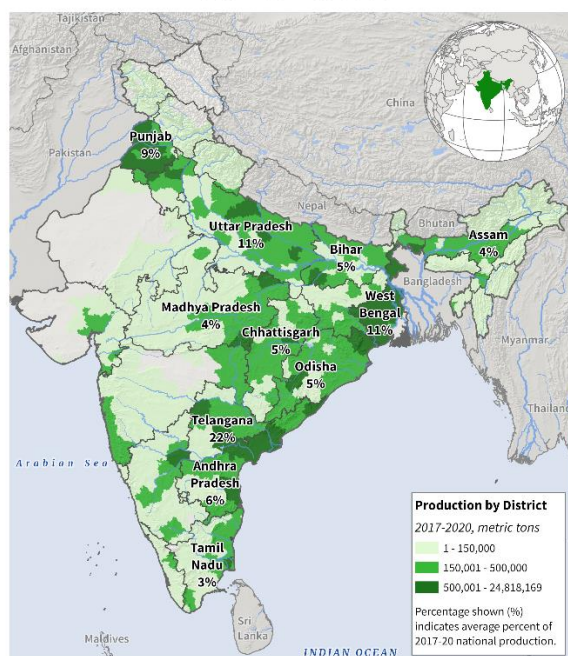 Tajikistan
Afghanistan
China
Pakistan
Punjab
9%
Nepal
Bhutan
Uttar Pradesh
11%
Bihar
5%
Assam
4%
Bangladesh
Madhya Pradesh
4%
West
Bengal
11%
Chhattisgarh
5%
Odisha
5%
Myanmar
Thailand
Telangana
22%
Arabian Sea
Andhra
Pradesh
6%
Tamil
Nadu
3%
Sri
Lanka
Maldives
INDIAN OCEAN
Production by District
2017-2020, metric tons
1 - 150,000
150,001 - 500,000
500,001 - 24,818,169
Percentage shown (%)
indicates average percent of
2017-20 national production.